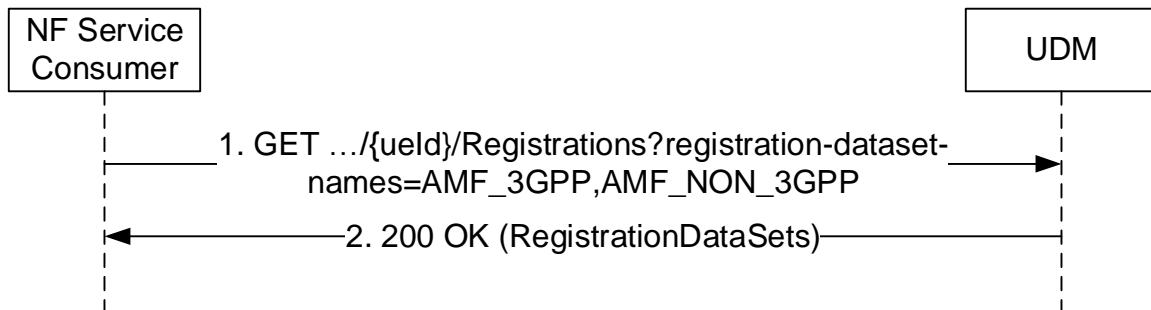 NF Service
Consumer
UDM
1. GET …/{ueId}/Registrations?registration-dataset-
names=AMF_3GPP,AMF_NON_3GPP
2. 200 OK (RegistrationDataSets)